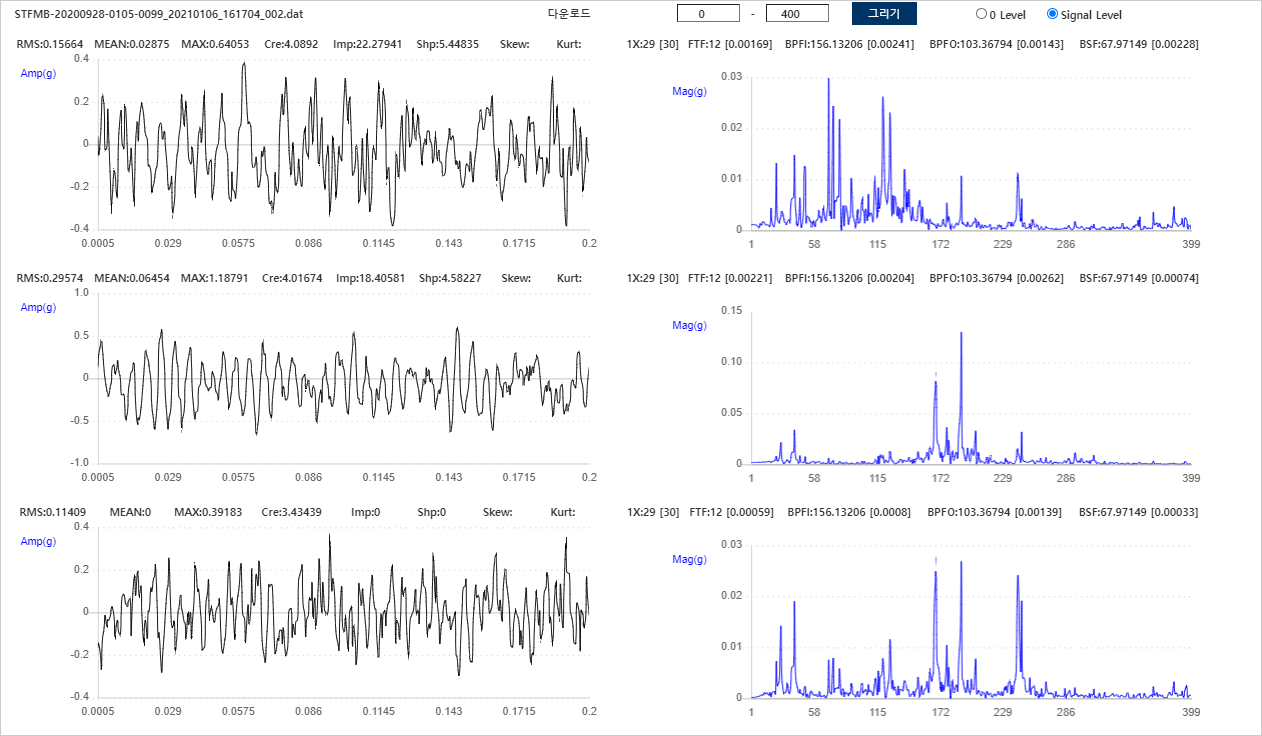 STFMB-20200928-0105-0099_20210106_161704_002.dat 다운로드 0 - 400 그리기 0 Level Signal Level
RMS:0.15664 MEAN:0.02875 MAX:0.64053 Cre:4.0892 Imp:22.27941 Shp:5.44835 Skew: Kurt:
Amp(g)
0.4
0.2
0
-0.2
-0.4
0.0005 0.029 0.0575 0.086 0.1145 0.143 0.1715 0.2
1X:29 [30] FTF:12 [0.00169] BPFI:156.13206 [0.00241] BPFO:103.36794 [0.00143] BSF:67.97149 [0.00228]
Mag(g)
0.03
0.02
0.01
0
1 58 115 172 229 286 399
RMS:0.29574 MEAN:0.06454 MAX:1.18791 Cre:4.01674 Imp:18.40581 Shp:4.58227 Skew: Kurt:
Amp(g)
1.0
0.5
0
-0.5
-1.0
0.0005 0.029 0.0575 0.086 0.1145 0.143 0.1715 0.2
1X:29 [30] FTF:12 [0.00221] BPFI:156.13206 [0.00204] BPFO:103.36794 [0.00262] BSF:67.97149 [0.00074]
Mag(g)
0.15
0.10
0.05
0
1 58 115 172 229 286 399
RMS:0.11409 MEAN:0 MAX:0.39183 Cre:3.43439 Imp:0 Shp:0 Skew: Kurt:
Amp(g)
0.4
0.2
0
-0.2
-0.4
0.0005 0.029 0.0575 0.086 0.1145 0.143 0.1715 0.2
1X:29 [30] FTF:12 [0.00059] BPFI:156.13206 [0.0008] BPFO:103.36794 [0.00139] BSF:67.97149 [0.00033]
Mag(g)
0.03
0.02
0.01
0
1 58 115 172 229 286 399